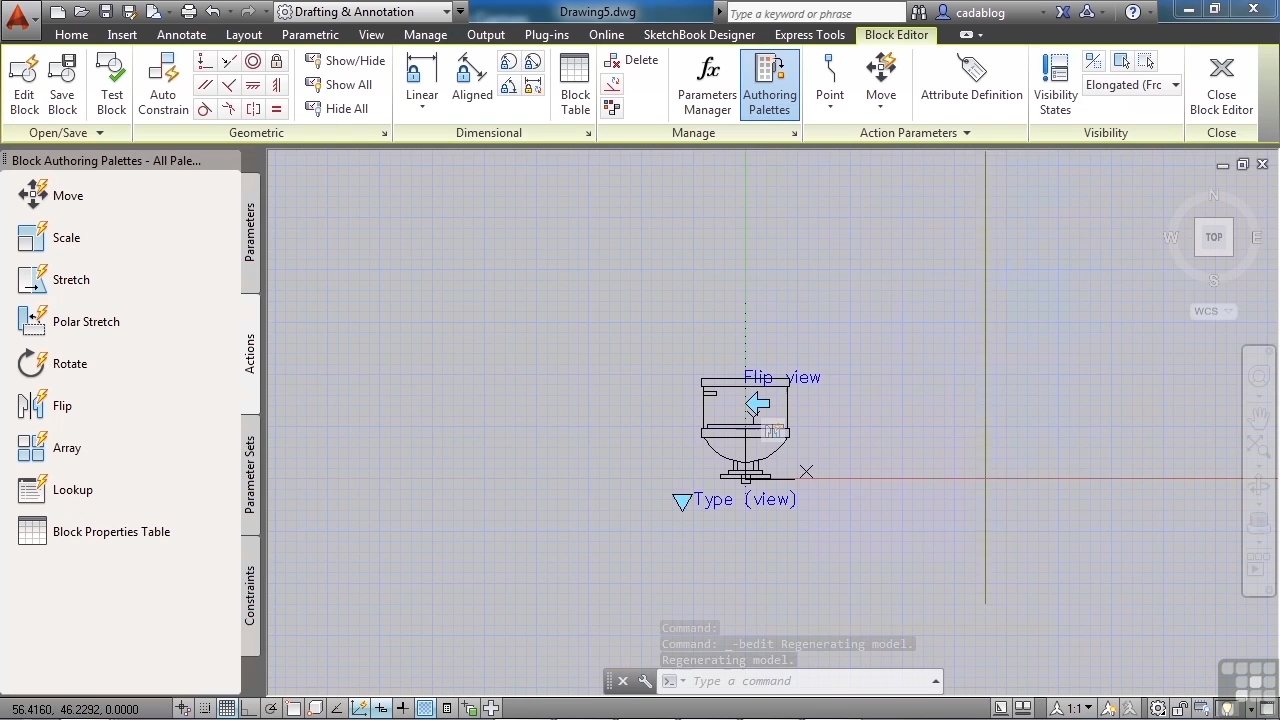 Drafting & Annotation
Drawing5.dwg
Type a keyword or phrase
cadablog
Home Insert Annotate Layout Parametric View Manage Output Plug-ins Online SketchBook Designer Express Tools Block Editor
Edit Block
Save Block
Test Block
Auto Constrain
Show/Hide
Show All
Hide All
Linear
Aligned
Block Table
Delete
Parameters Manager
Authoring Palettes
Point
Move
Attribute Definition
Visibility States
Elongated (Frc
Close Block Editor
Open/Save Geometric Dimensional Manage Action Parameters Visibility Close
Block Authoring Palettes - All Pale...
Move
Scale
Stretch
Polar Stretch
Rotate
Flip
Array
Lookup
Block Properties Table
Parameters
Actions
Parameter Sets
Constraints
N
W TOP E
S
WCS
Flip view
X
Type (view)
Command:
Command: _-bedit Regenerating model.
Regenerating model.
Type a command
56.4160, 46.2292, 0.0000
1:1